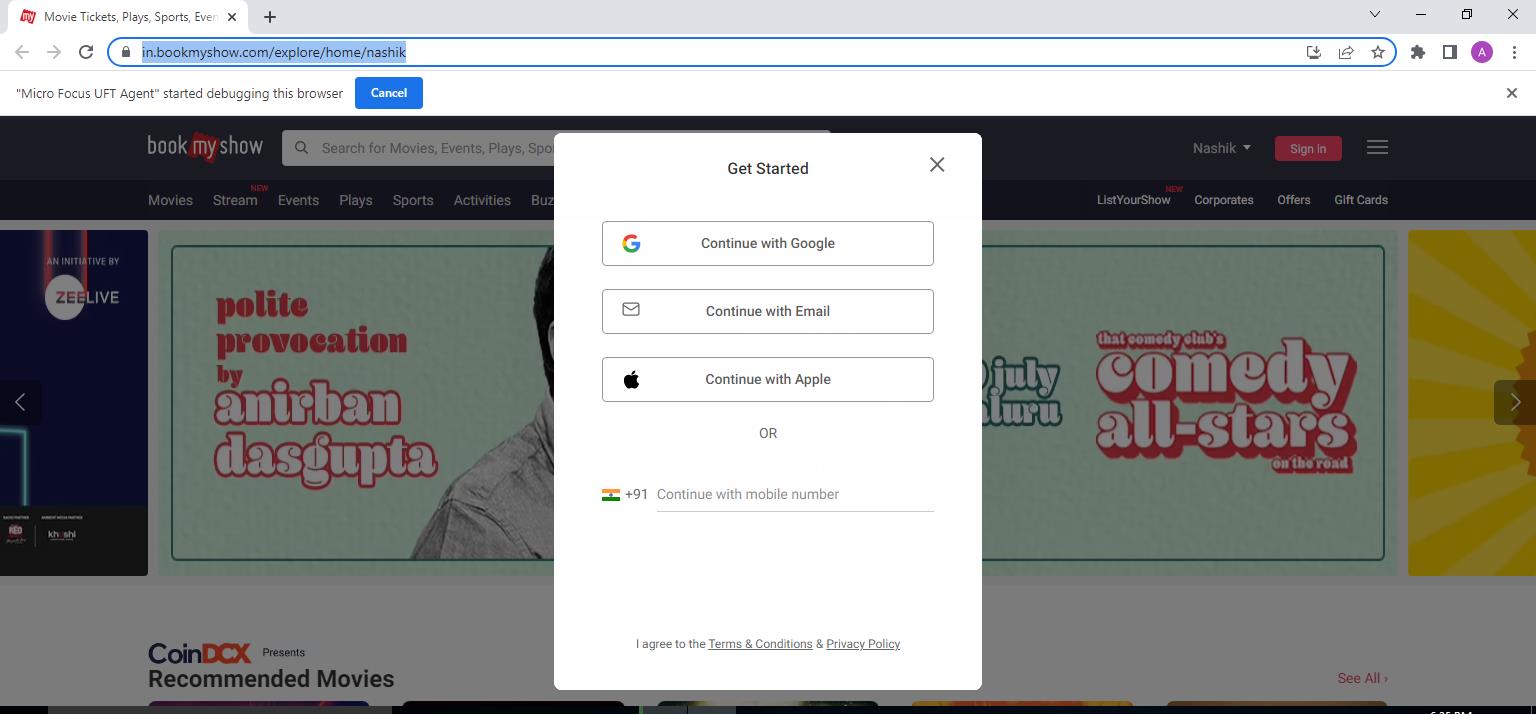 Movie Tickets, Plays, Sports, Even
in.bookmyshow.com/explore/home/nashik
A
"Micro Focus UFT Agent" started debugging this browser
Cancel
book my show
Search for Movies, Events, Plays, Spo
Nashik
Sign in
Movies
Stream
NEW
Events
Plays
Sports
Activities
Buz
ListYourShow
NEW
Corporates
Offers
Gift Cards
AN INITIATIVE BY
ZEELIVE
RED
khushi
polite
provocation
by
anirban
dasgupta
july
aluru
that comedy club's
comedy
all-stars
on the road
Get Started
Continue with Google
Continue with Email
Continue with Apple
OR
+91 Continue with mobile number
I agree to the Terms & Conditions & Privacy Policy
CoinDCX Presents
Recommended Movies
See All ›